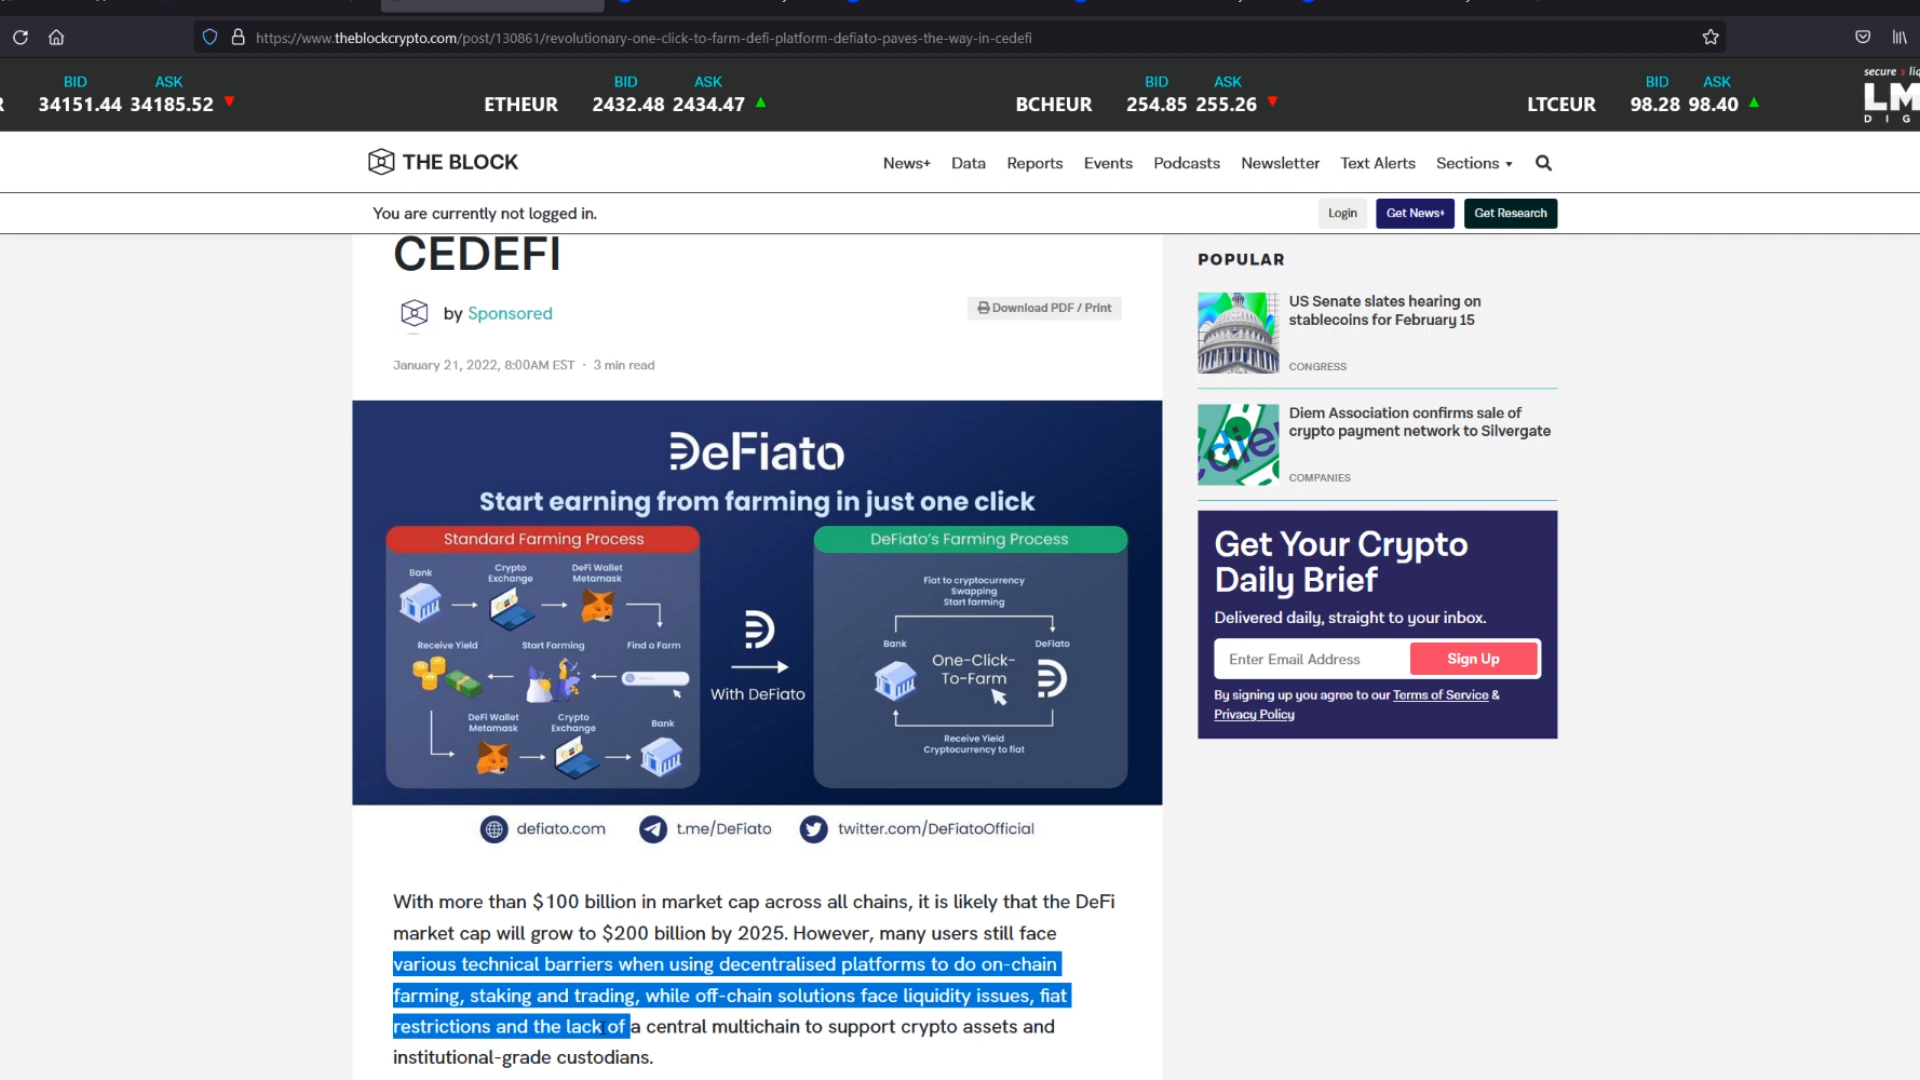 https://www.theblockcrypto.com/post/130861/revolutionary-one-click-to-farm-defi-platform-defiato-paves-the-way-in-cedefi
BID ASK
34151.44 34185.52
ETHEUR
BID ASK
2432.48 2434.47
BCHEUR
BID ASK
254.85 255.26
LTCEUR
BID ASK
98.28 98.40
secure
LM
DIG
THE BLOCK
News+ Data Reports Events Podcasts Newsletter Text Alerts Sections
You are currently not logged in.
Login Get News+ Get Research
CEDEFI
by Sponsored
Download PDF / Print
January 21, 2022, 8:00AM EST · 3 min read
DeFiato
Start earning from farming in just one click
Standard Farming Process
Bank
Crypto
Exchange
DeFi Wallet
Metamask
Receive Yield
Start Farming
Find a Farm
DeFi Wallet
Metamask
Crypto
Exchange
Bank
With DeFiato
DeFiato's Farming Process
Fiat to cryptocurrency
Swapping
Start farming
Bank
One-Click-
To-Farm
DeFiato
Receive Yield
Cryptocurrency to fiat
defiato.com
t.me/DeFiato
twitter.com/DeFiatoOfficial
With more than $100 billion in market cap across all chains, it is likely that the DeFi
market cap will grow to $200 billion by 2025. However, many users still face
various technical barriers when using decentralised platforms to do on-chain
farming, staking and trading, while off-chain solutions face liquidity issues, fiat
restrictions and the lack of a central multichain to support crypto assets and
institutional-grade custodians.
POPULAR
US Senate slates hearing on
stablecoins for February 15
CONGRESS
die
Diem Association confirms sale of
crypto payment network to Silvergate
COMPANIES
Get Your Crypto
Daily Brief
Delivered daily, straight to your inbox.
Enter Email Address
Sign Up
By signing up you agree to our Terms of Service &
Privacy Policy